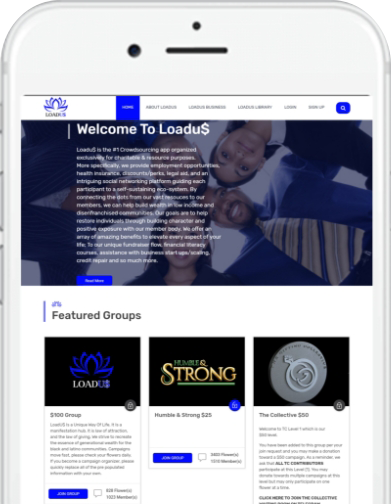 LOADU$
HOME
ABOUT LOADUS
LOADUS BUSINESS
LOADUS LIBRARY
LOGIN
SIGN UP
Welcome To Loadu$
Loadu$ is the #1 Crowdsourcing app organized
exclusively for charitable & resource purposes.
More specifically, we provide employment opportunities,
health insurance, discounts/perks, legal aid, and an
intriguing social networking platform guiding each
participant to a self-sustaining eco-system. By
connecting the dots from our vast resources to our
members, we can help build wealth in low income and
disenfranchised communities. Our goals are to help
restore individuals through building character and
positive exposure with our member body. We offer an
array of amazing benefits to elevate every aspect of your
life. To our unique fundraiser flow, financial literacy
courses, assistance with business startups/scaling,
credit repair and so much more.
Read More
Featured Groups
LOADU$
HUMBLE &
STRONG
$100 Group
LoadU$ is a Unique Way Of Life. It is a
manifestation hub. It is law of attraction,
and the law of giving. We strive to recreate
the essence of generational wealth for the
black and latino communities. Campaigns
move fast, please check your flowers daily.
If you become a campaign organizer, please
quickly replace all of the pre populated
information with your own.
JOIN GROUP
1023 Member(s)
Humble & Strong $25
JOIN GROUP
The Collective $50
Welcome to TC Level 1 which is our
$50 level.
You have been added to this group per your
join request and you may make a donation
toward a $50 campaign. As a reminder, we
ask that ALL TC CONTRIBUTORS
participate at this Level (1). You may
donate towards multiple campaigns at this
level but may only participate on one
flower at a time.
CLICK HERE TO JOIN THE COLLECTIVE